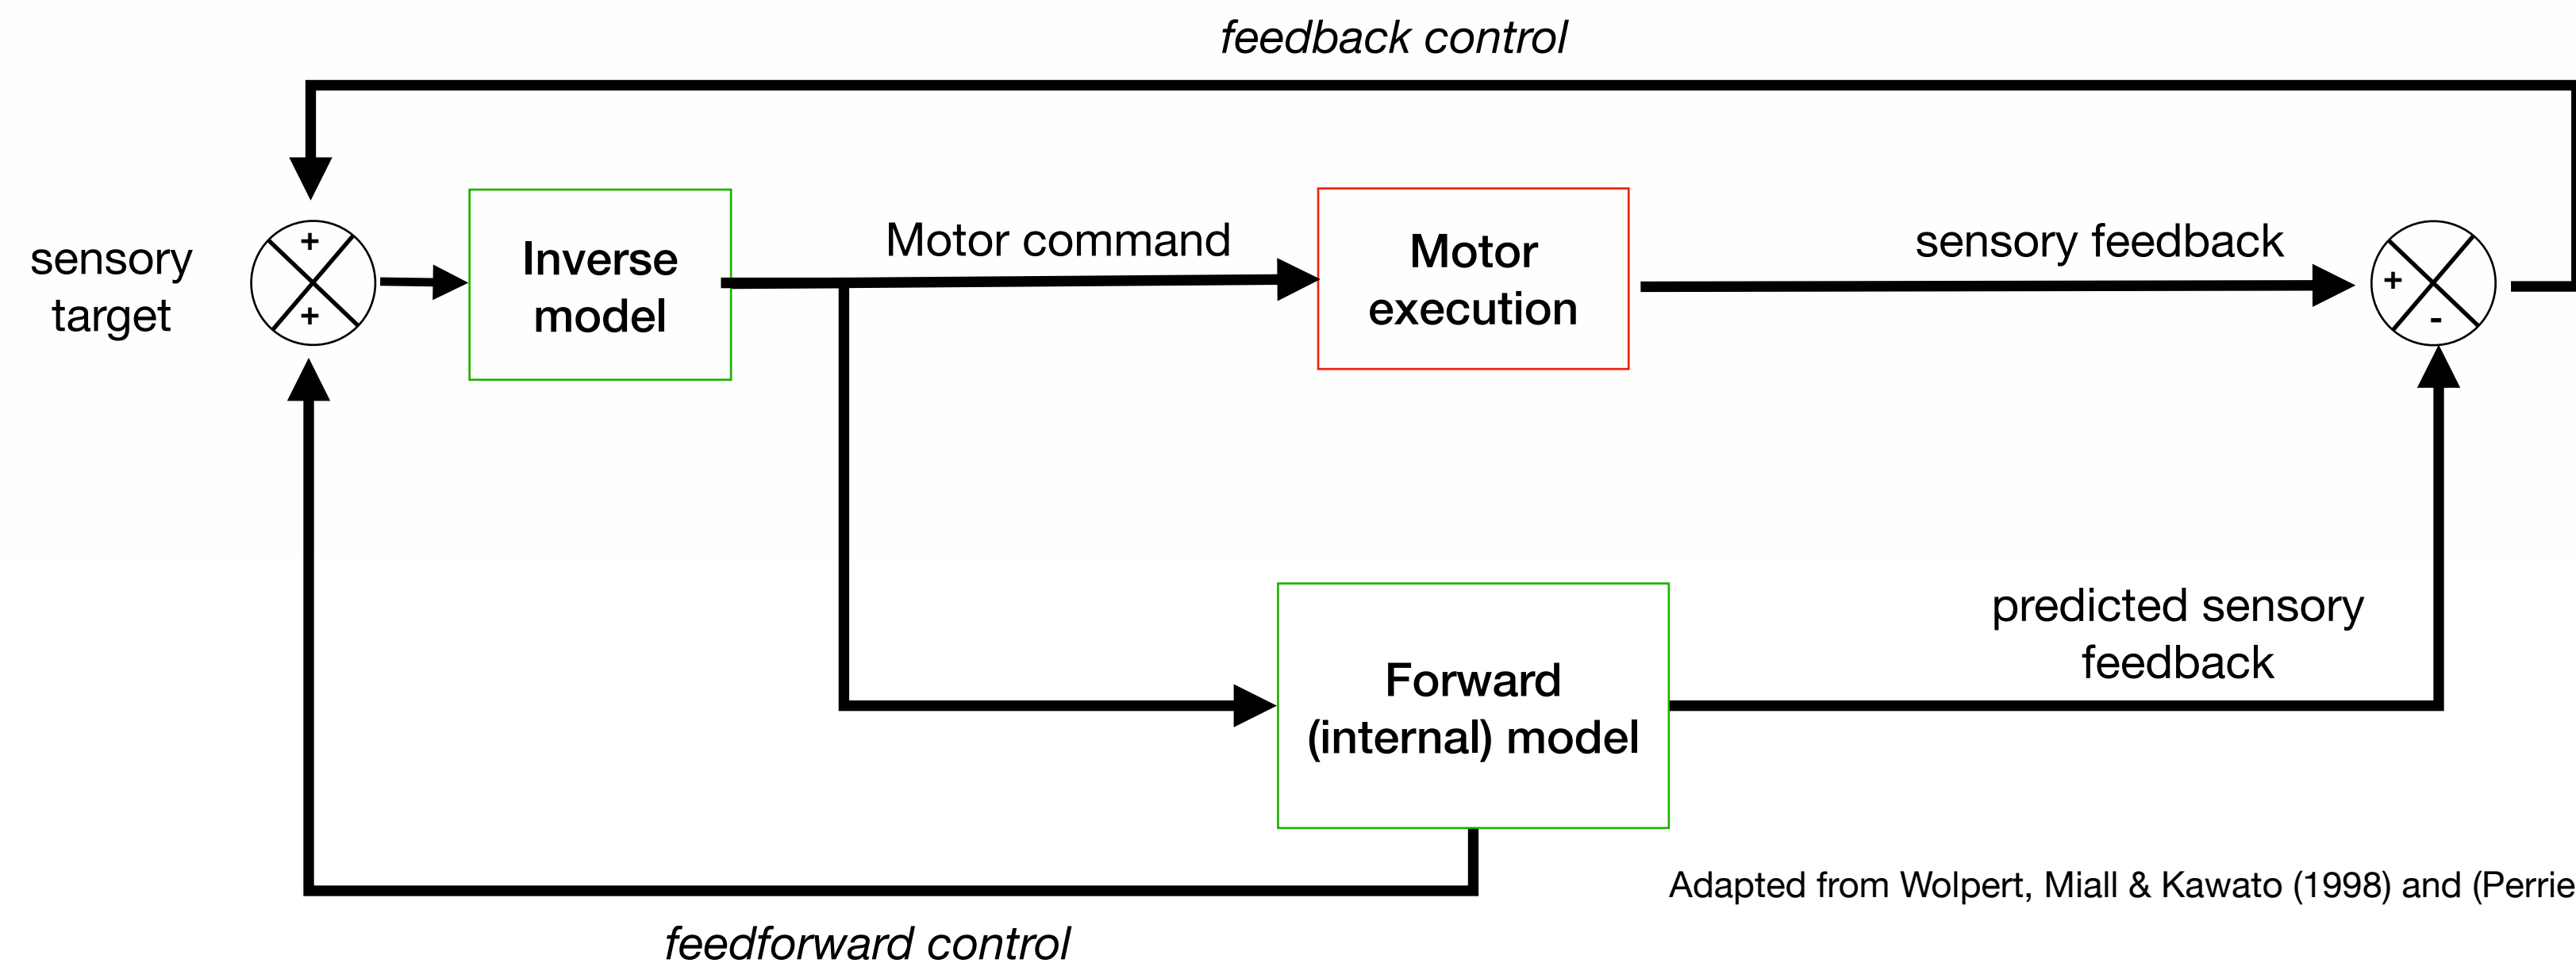 feedback control
sensory
target
+
+
Inverse
model
Motor command
Motor
execution
sensory feedback
+
-
predicted sensory
feedback
Forward
(internal) model
Adapted from Wolpert, Miall & Kawato (1998) and (Perrie
feedforward control